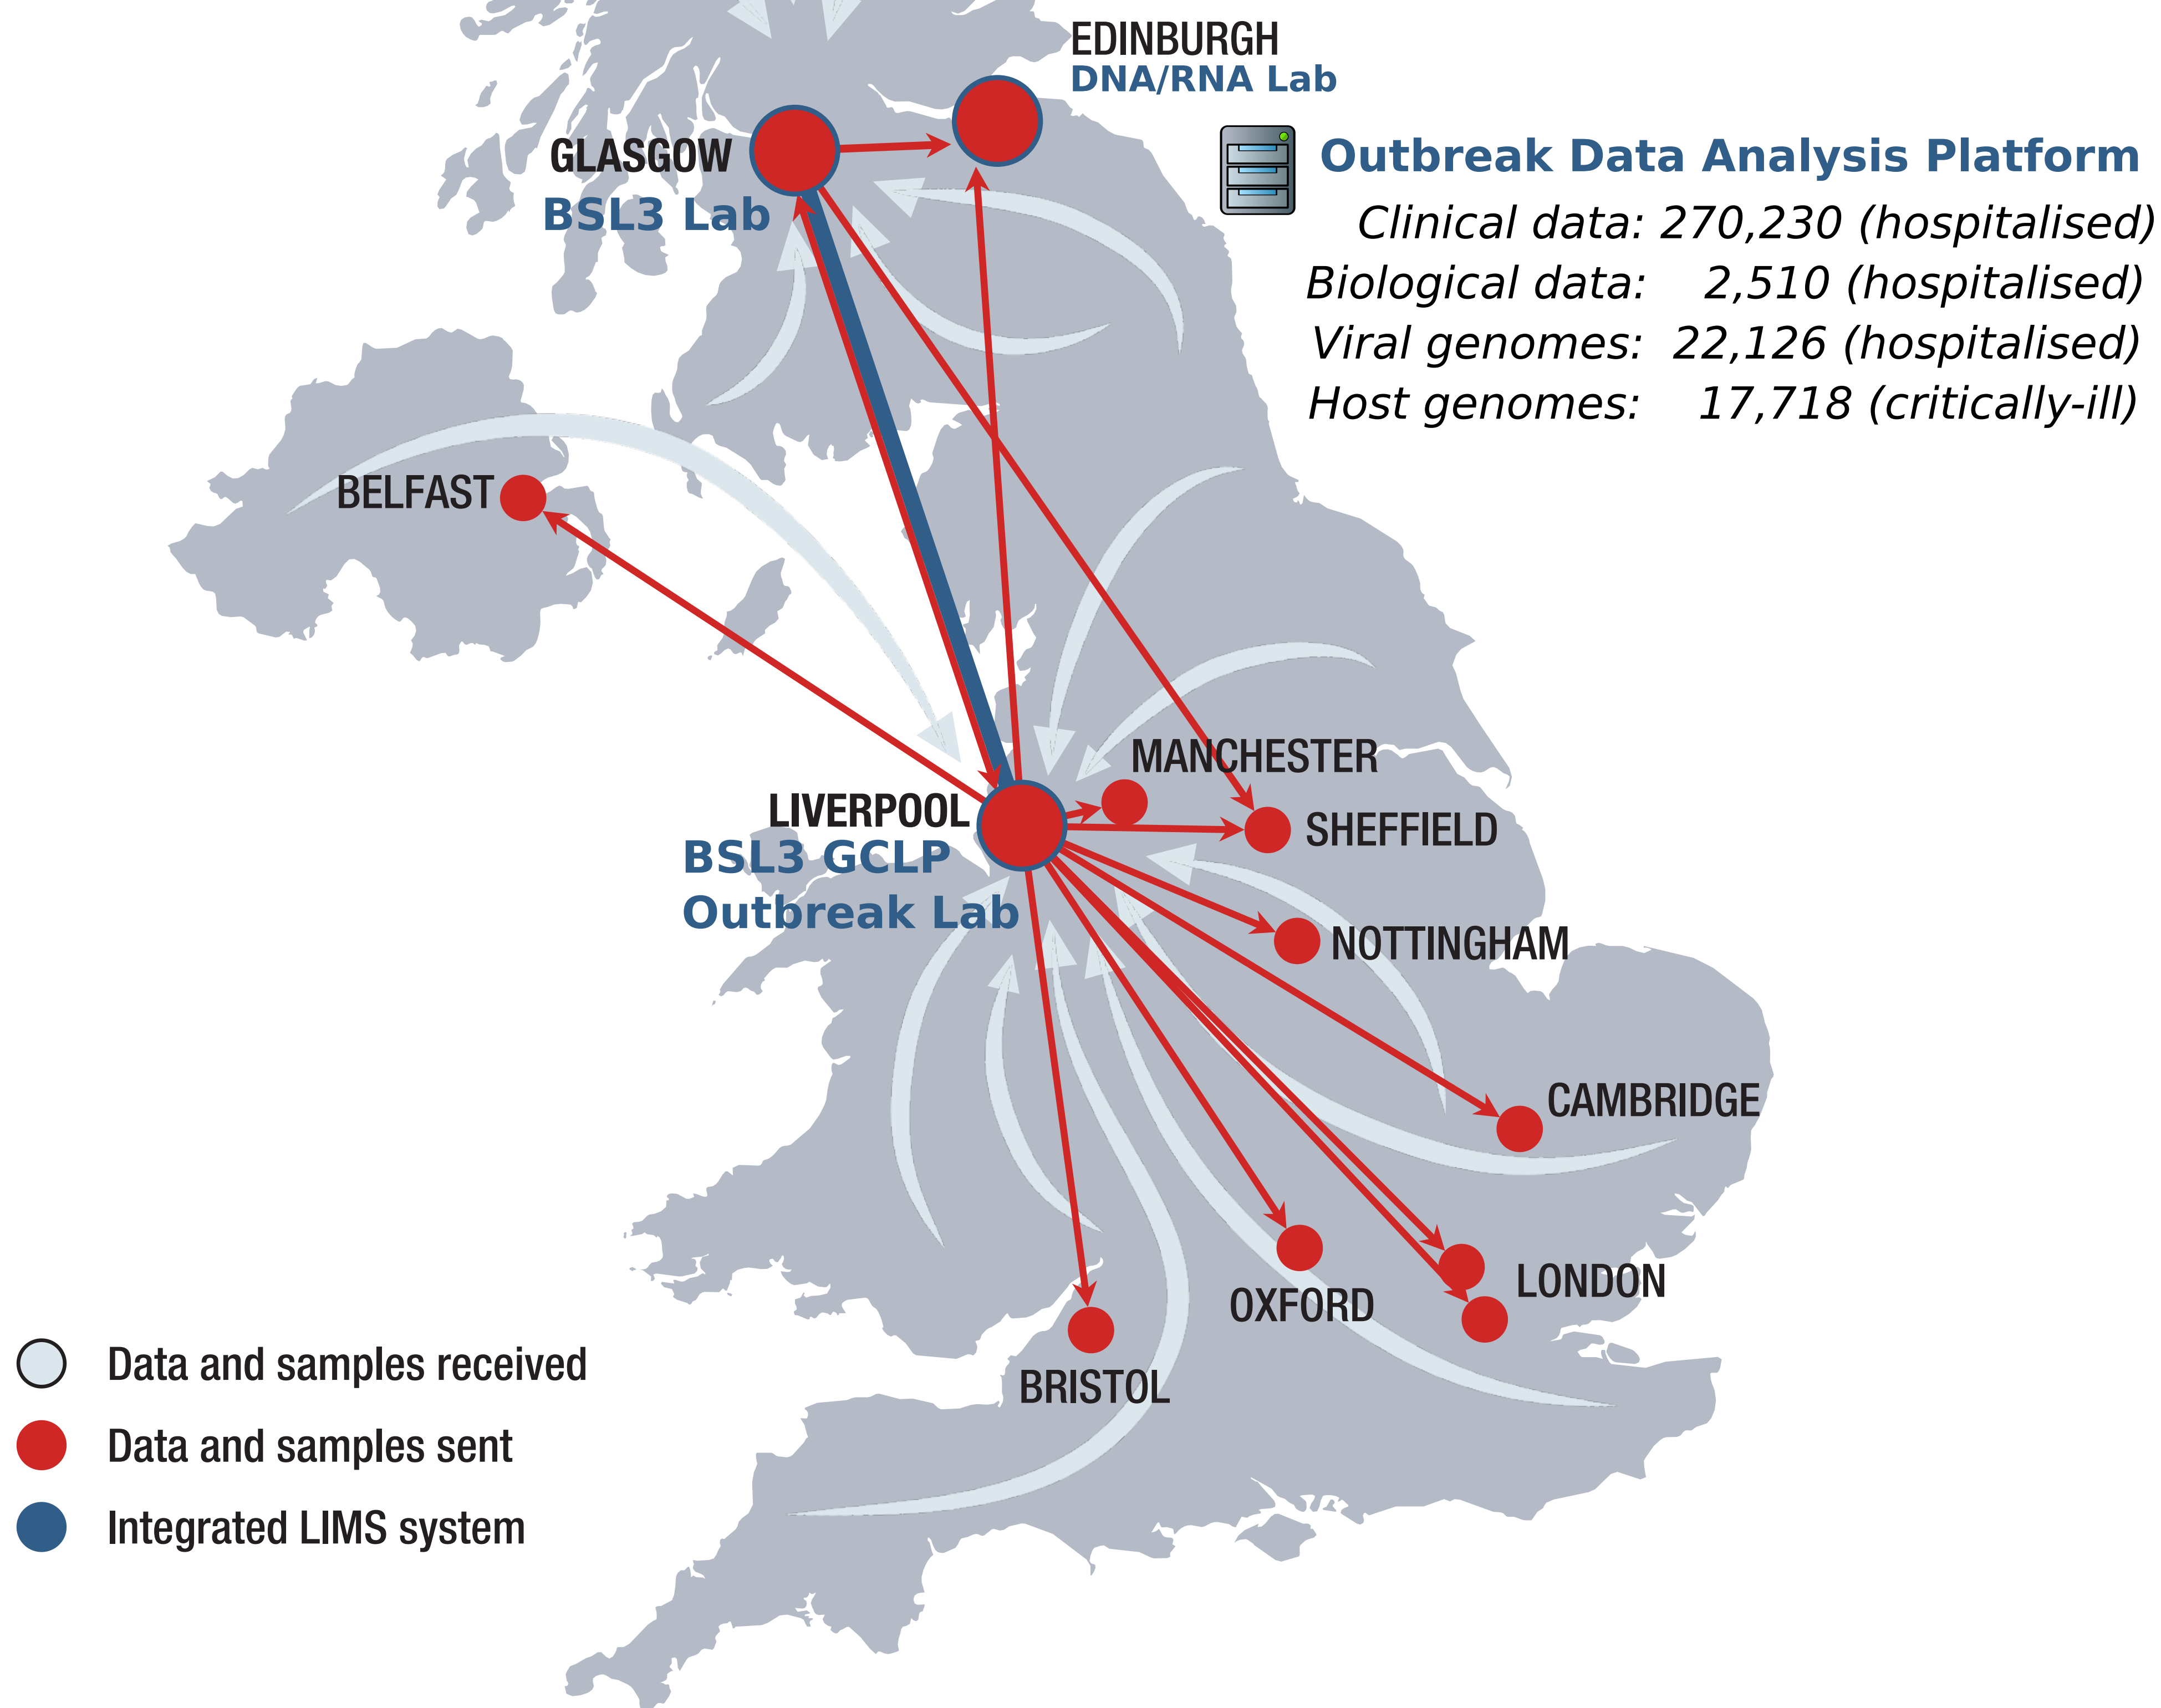 EDINBURGH
DNA/RNA Lab
GLASGOW
BSL3 Lab
Outbreak Data Analysis Platform
Clinical data: 270,230 (hospitalised)
Biological data: 2,510 (hospitalised)
Viral genomes: 22,126 (hospitalised)
Host genomes: 17,718 (critically-ill)
BELFAST
MANCHESTER
LIVERPOOL
BSL3 GCLP
Outbreak Lab
SHEFFIELD
NOTTINGHAM
CAMBRIDGE
LONDON
OXFORD
BRISTOL
Data and samples received
Data and samples sent
Integrated LIMS system